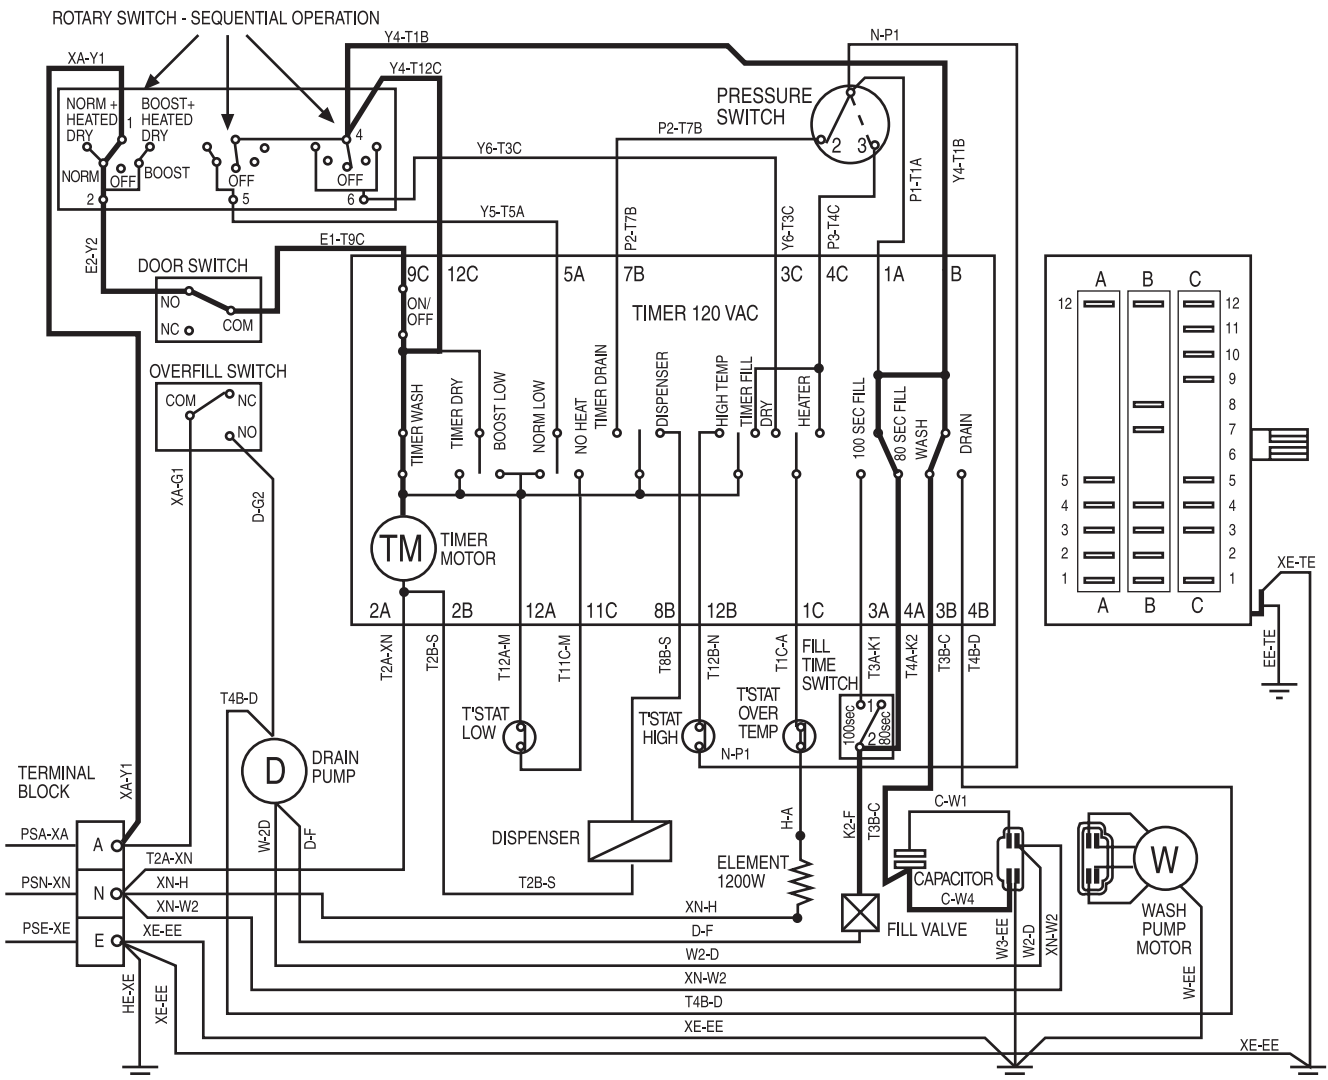 ROTARY SWITCH - SEQUENTIAL OPERATION
XA-Y1
Y4-T1B
N-P1
Y4-T12C
NORM +
HEATED
DRY
BOOST+
HEATED
DRY
1
4
NORM
OFF
BOOST
OFF
OFF
2
5
6
PRESSURE
SWITCH
2
3
P2-T7B
Y6-T3C
Y5-T5A
P2-T7B
Y6-T3C
P3-T4C
P1-T1A
Y4-T1B
E2-Y2
E1-T9C
DOOR SWITCH
NO
NC
COM
OVERFILL SWITCH
COM
NC
NO
XA-G1
D-G2
9C
12C
5A
7B
3C
4C
1A
B
ON/
OFF
TIMER 120 VAC
TIMER WASH
TIMER DRY
BOOST LOW
NORM LOW
NO HEAT
TIMER DRAIN
DISPENSER
HIGH TEMP
TIMER FILL
DRY
HEATER
100 SEC FILL
80 SEC FILL
WASH
DRAIN
TM
TIMER
MOTOR
2A
2B
12A
11C
8B
12B
1C
3A
4A
3B
4B
A
B
C
12
12
11
10
9
8
7
6
5
5
4
4
3
3
2
2
1
1
A
B
C
XE-TE
EE-TE
T2A-XN
T2B-S
T12A-M
T11C-M
T8B-S
T12B-N
T1C-A
FILL
TIME
SWITCH
T3A-K1
T4A-K2
T3B-C
T4B-D
T4B-D
T'STAT
LOW
T'STAT
HIGH
T'STAT
OVER
TEMP
100sec
1
2
80sec
N-P1
D
DRAIN
PUMP
TERMINAL
BLOCK
XA-Y1
PSA-XA
A
PSN-XN
N
PSE-XE
E
W-2D
D-F
DISPENSER
T2B-S
H-A
ELEMENT
1200W
K2-F
T3B-C
C-W1
CAPACITOR
C-W4
FILL VALVE
W
WASH
PUMP
MOTOR
T2A-XN
XN-H
XN-W2
XE-EE
XN-H
D-F
W2-D
XN-W2
T4B-D
XE-EE
HE-XE
XE-EE
W3-EE
W2-D
XN-W2
W-EE
XE-EE